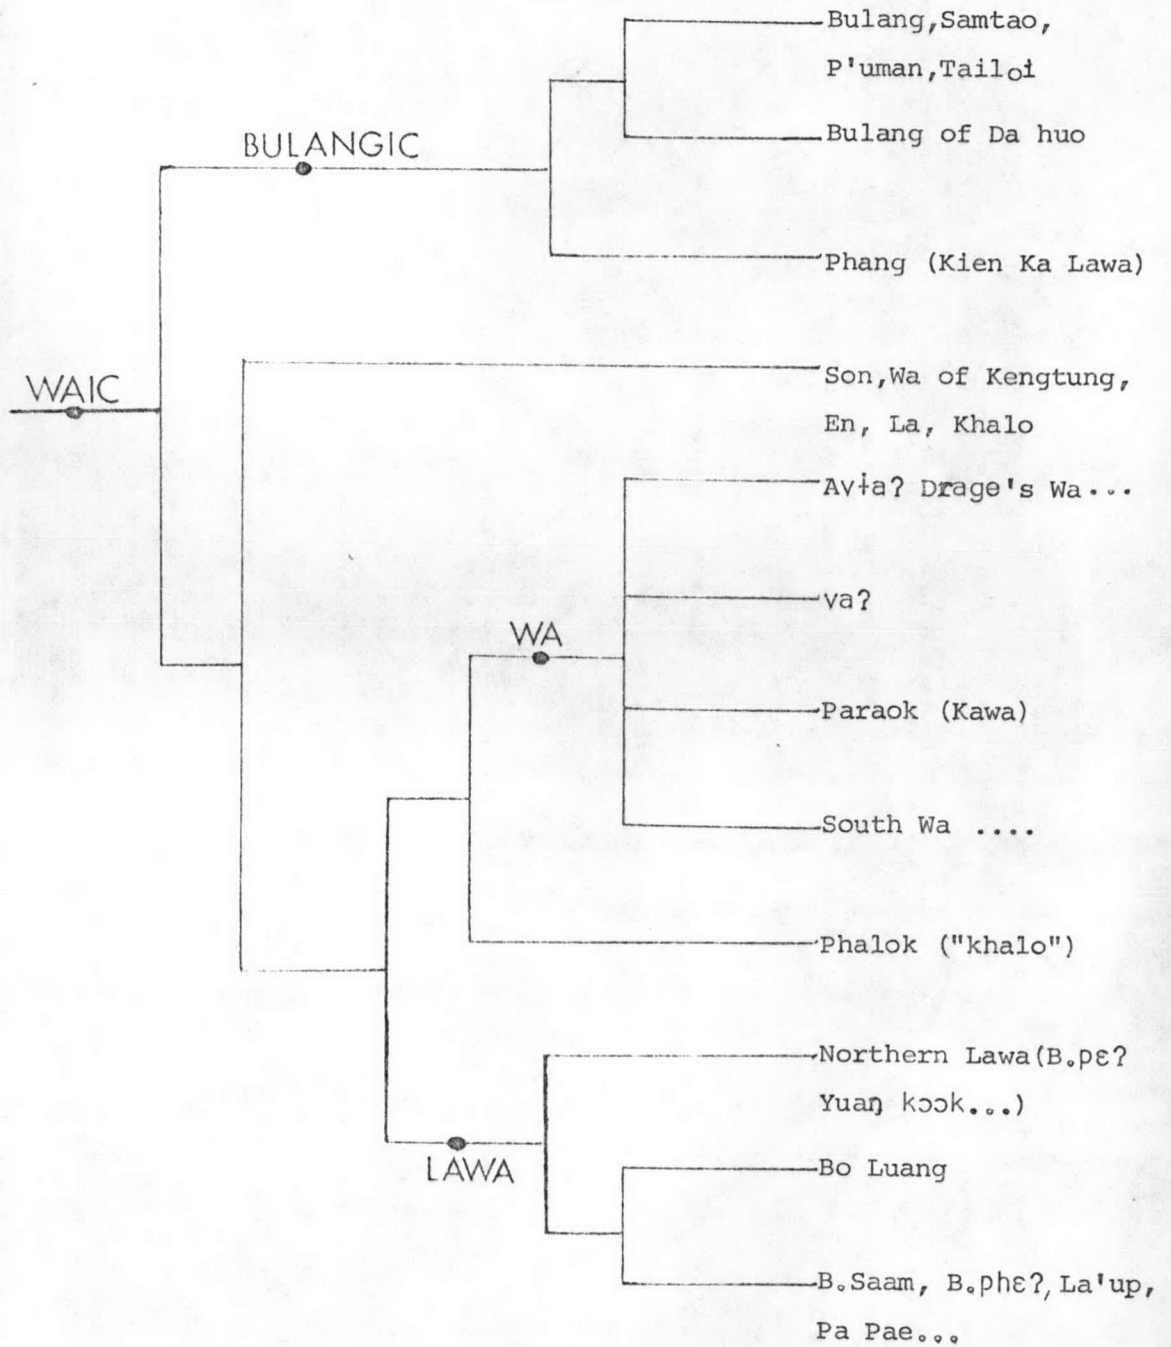 Bulang,Samtao,
P'uman,Tailoi
BULANGIC
Bulang of Da huo
Phang (Kien Ka Lawa)
WAIC
Son,Wa of Kengtung,
En, La, Khalo
Avɨa? Drage's Wa...
va?
WA
Paraok (Kawa)
South Wa ....
Phalok ("khalo")
Northern Lawa(B.pɛ?
Yuaŋ kɔɔk...)
LAWA
Bo Luang
B.Saam, B.phɛ?, La'up,
Pa Pae...